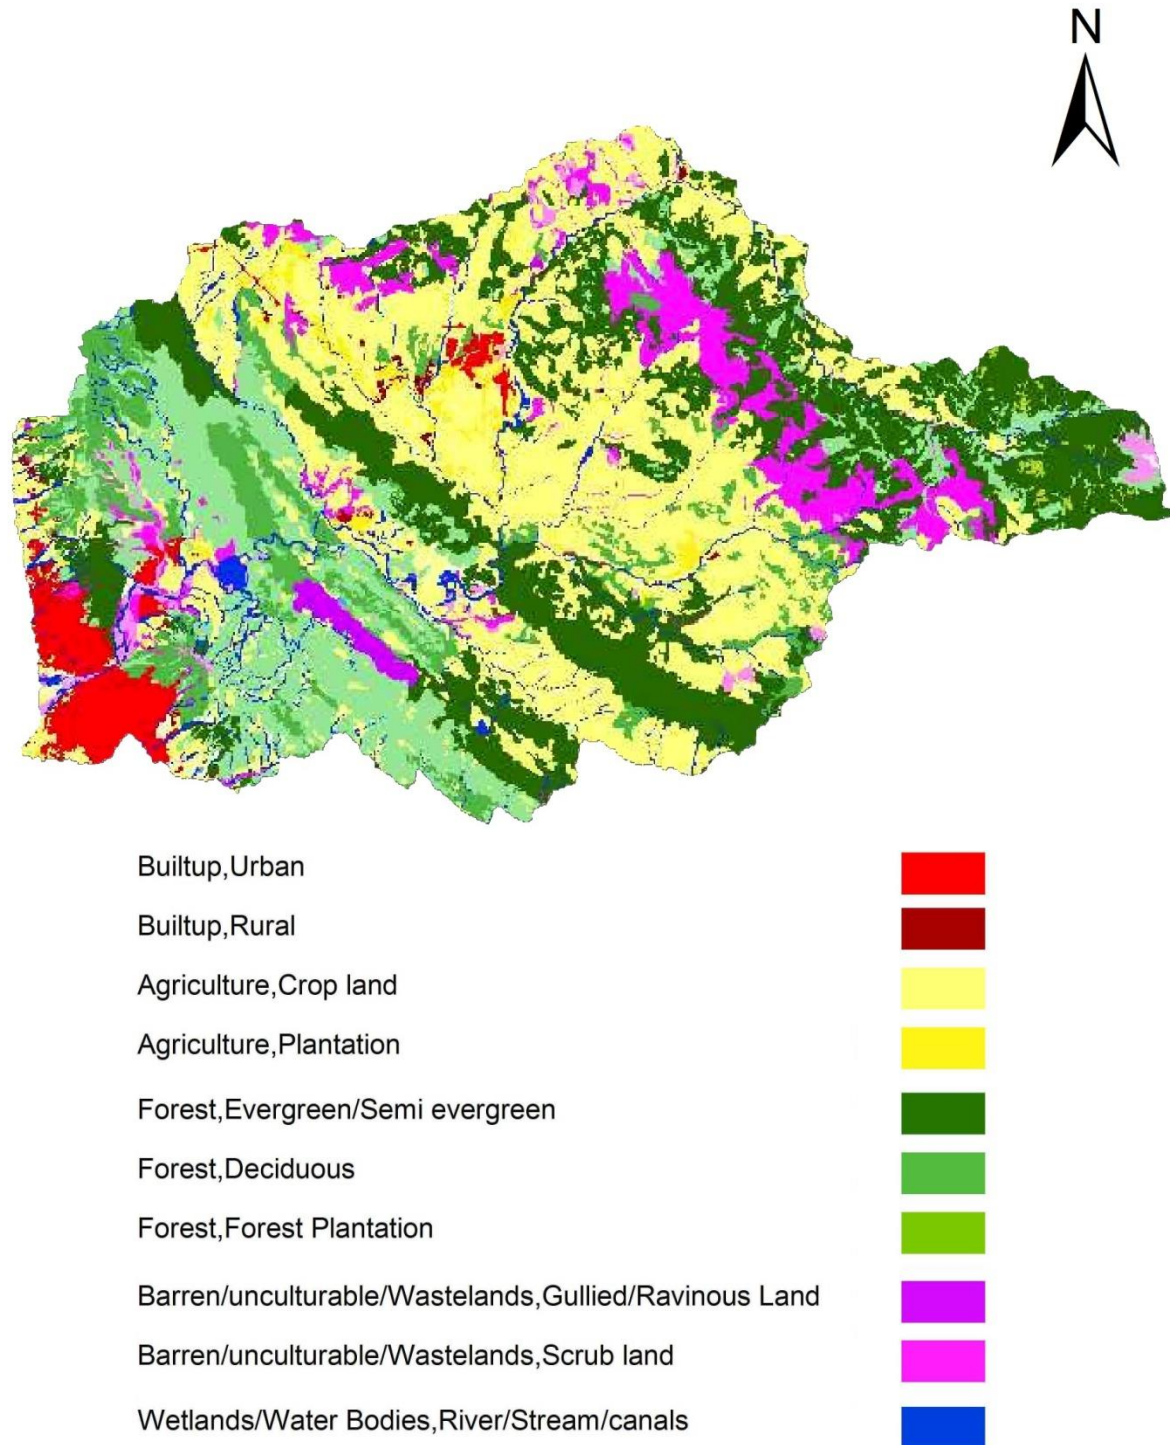 N
Builtup,Urban
Builtup,Rural
Agriculture,Crop land
Agriculture,Plantation
Forest,Evergreen/Semi evergreen
Forest,Deciduous
Forest,Forest Plantation
Barren/unculturable/Wastelands,Gullied/Ravinous Land
Barren/unculturable/Wastelands,Scrub land
Wetlands/Water Bodies,River/Stream/canals